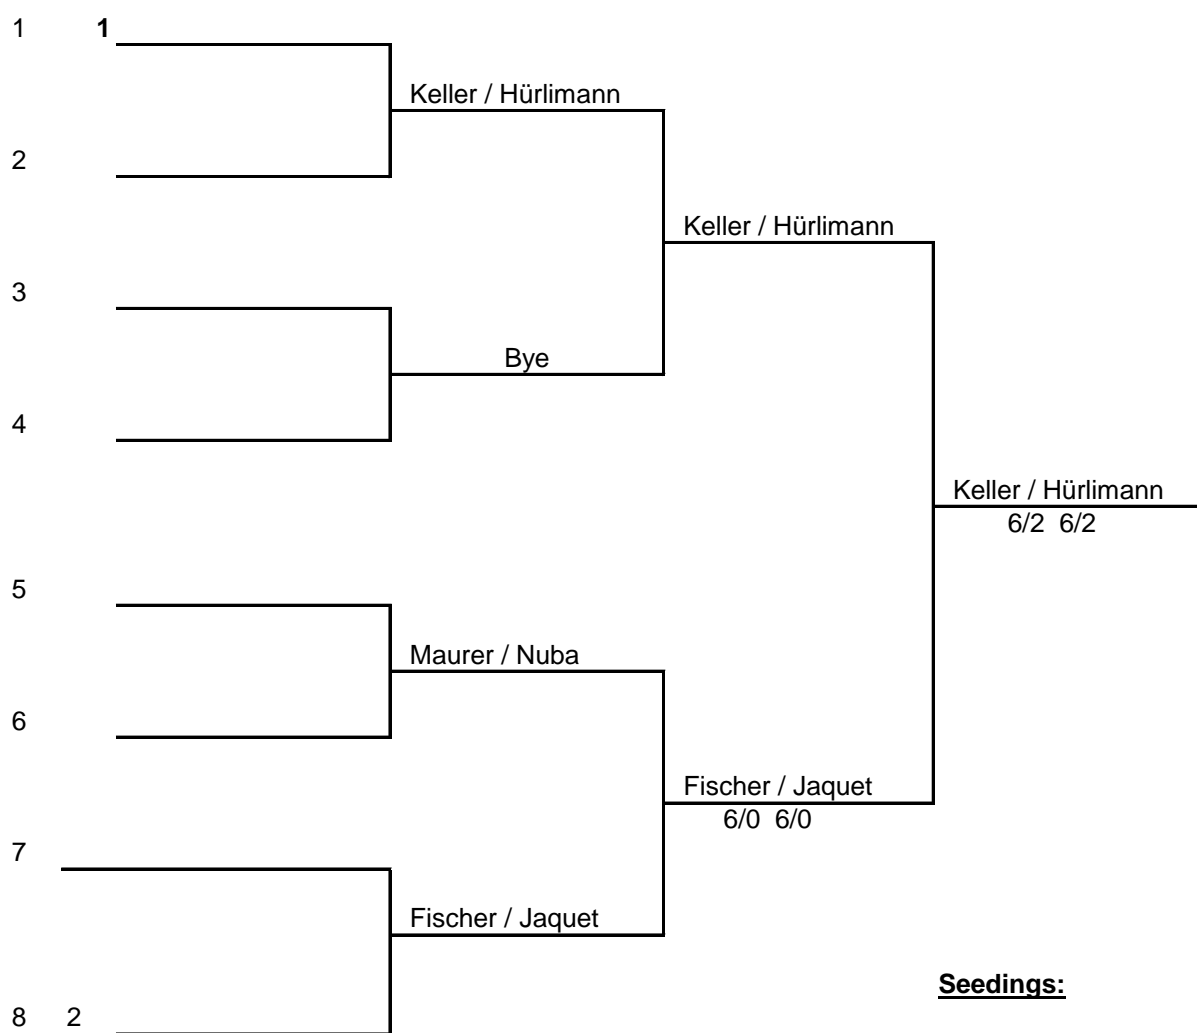 1 1
Keller / Hürlimann
2
Keller / Hürlimann
3
Bye
4
Keller / Hürlimann
6/2 6/2
5
Maurer / Nuba
6
Fischer / Jaquet
6/0 6/0
7
Fischer / Jaquet
Seedings:
8 2